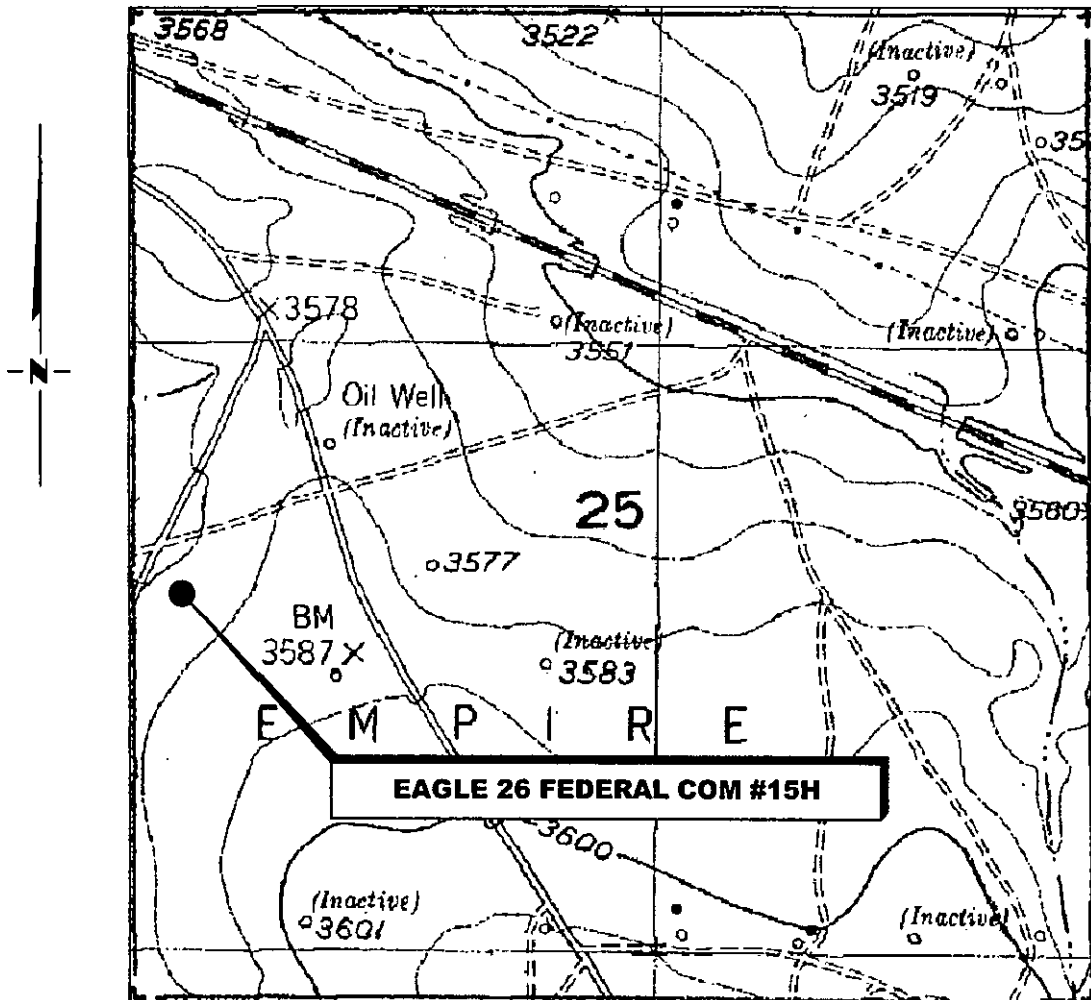 3568
3522
(Inactive)
3519
35
3578
(Inactive)
3551
(Inactive)
Oil Well
(Inactive)
25
3580
3577
BM
3587
(Inactive)
3583
E M P I R E
EAGLE 26 FEDERAL COM #15H
3600
(Inactive)
3601
(Inactive)
N